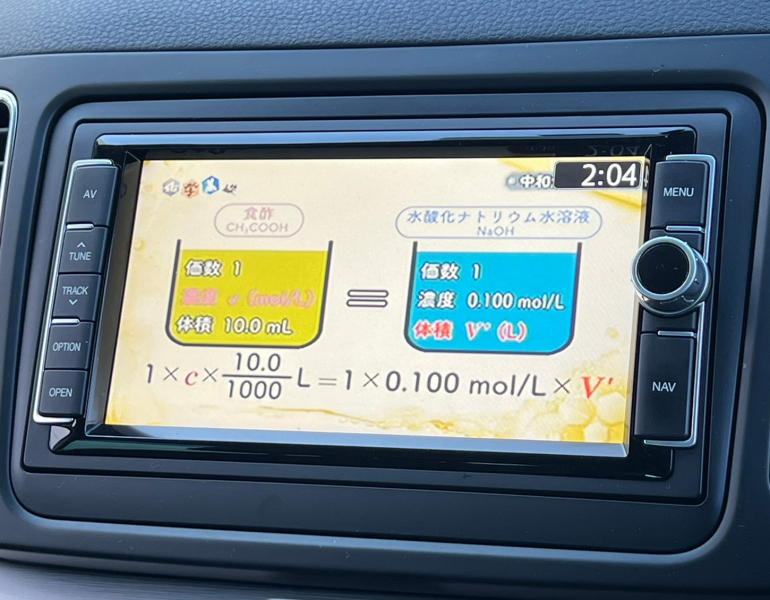 AV
TUNE
TRACK
OPTION
OPEN
MENU
NAV
2:04
中和
食酢
CH₃COOH
水酸化ナトリウム水溶液
NaOH
価数 1
濃度 c (mol/L)
体積 10.0 mL
=
価数 1
濃度 0.100 mol/L
体積 V' (L)
1×c×10.0/1000 L=1×0.100 mol/L×V'